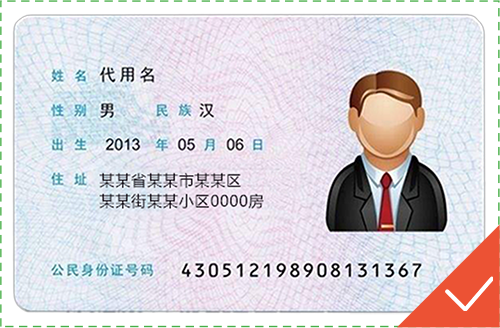 姓 名 代用名
性 别 男 民 族 汉
出 生 2013 年 05 月 06 日
住 址 某某省某某市某某区
某某街某某小区0000房
公民身份证号码 430512198908131367